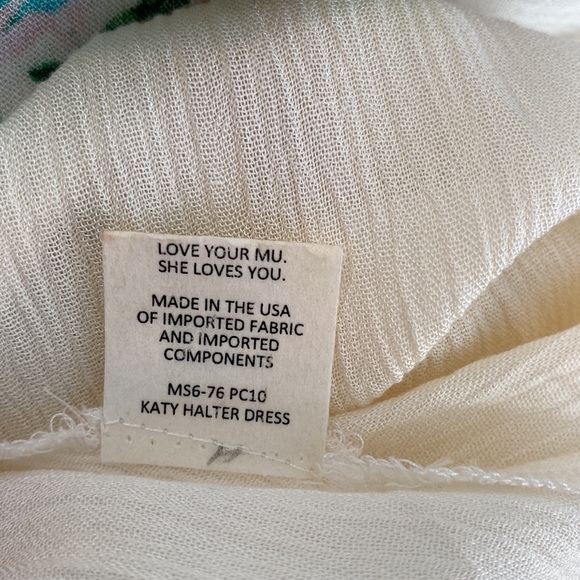 LOVE YOUR MU.
SHE LOVES YOU.
MADE IN THE USA
OF IMPORTED FABRIC
AND IMPORTED
COMPONENTS
MS6-76 PC10
KATY HALTER DRESS